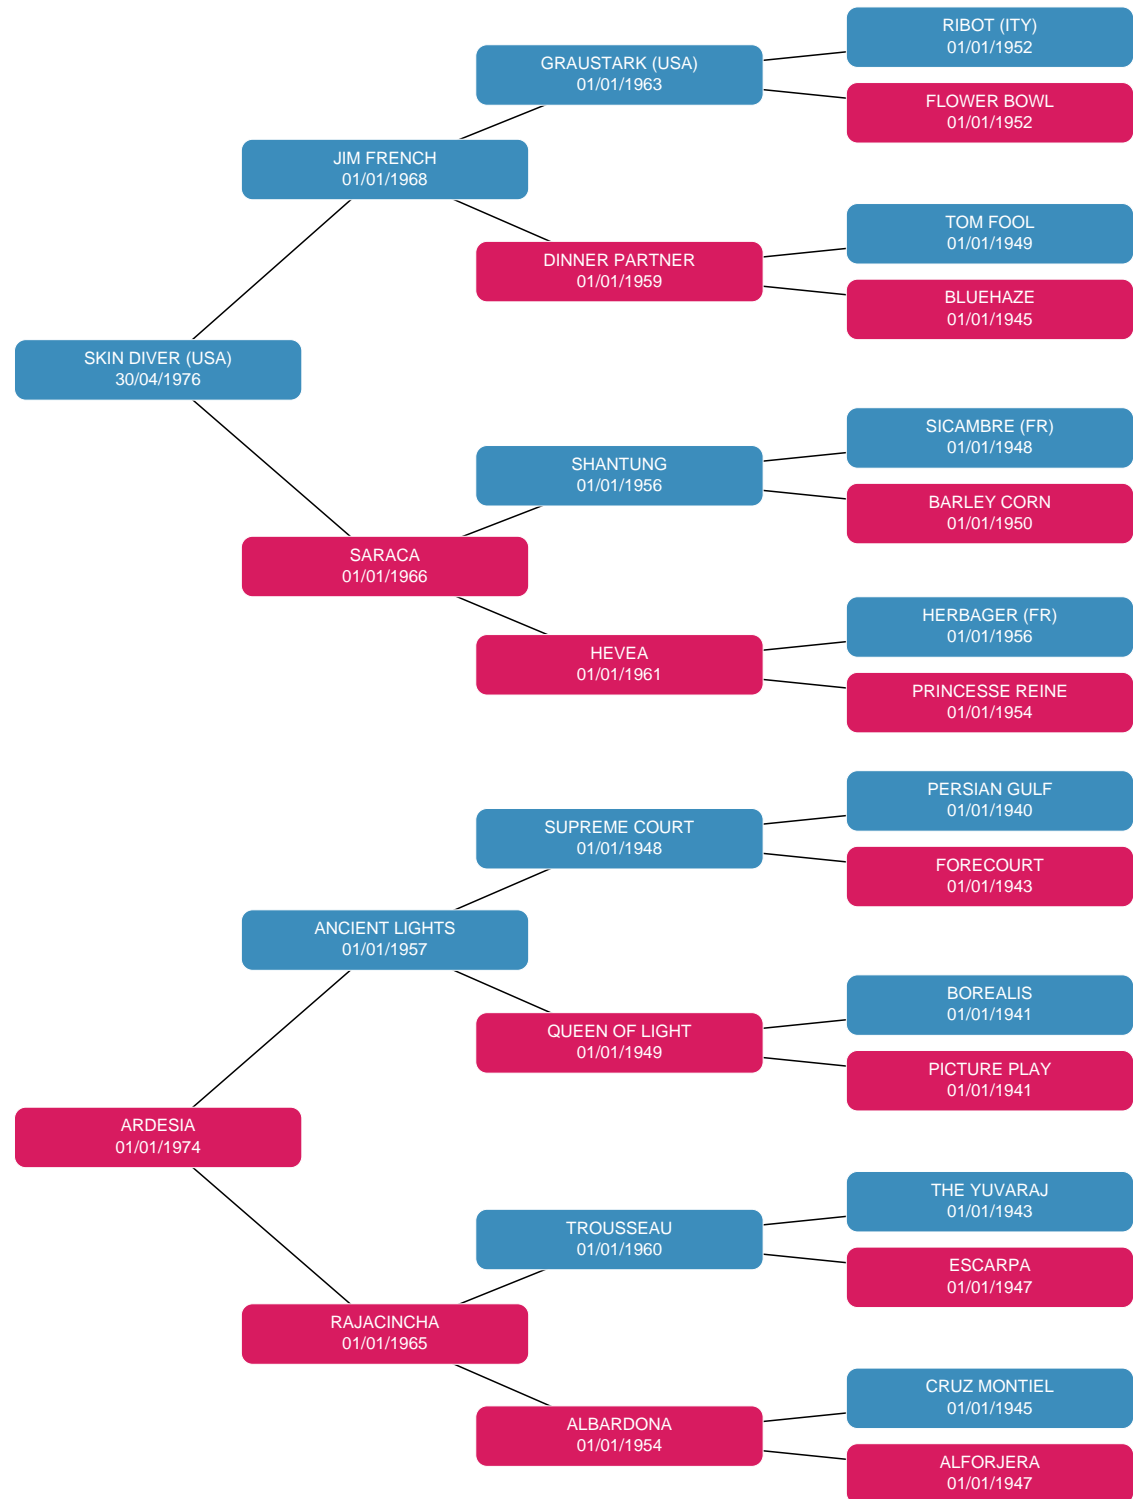 RIBOT (ITY)
01/01/1952
GRAUSTARK (USA)
01/01/1963
FLOWER BOWL
01/01/1952
JIM FRENCH
01/01/1968
TOM FOOL
01/01/1949
DINNER PARTNER
01/01/1959
BLUEHAZE
01/01/1945
SKIN DIVER (USA)
30/04/1976
SICAMBRE (FR)
01/01/1948
SHANTUNG
01/01/1956
BARLEY CORN
01/01/1950
SARACA
01/01/1966
HERBAGER (FR)
01/01/1956
HEVEA
01/01/1961
PRINCESSE REINE
01/01/1954
PERSIAN GULF
01/01/1940
SUPREME COURT
01/01/1948
FORECOURT
01/01/1943
ANCIENT LIGHTS
01/01/1957
BOREALIS
01/01/1941
QUEEN OF LIGHT
01/01/1949
PICTURE PLAY
01/01/1941
ARDESIA
01/01/1974
THE YUVARAJ
01/01/1943
TROUSSEAU
01/01/1960
ESCARPA
01/01/1947
RAJACINCHA
01/01/1965
CRUZ MONTIEL
01/01/1945
ALBARDONA
01/01/1954
ALFORJERA
01/01/1947